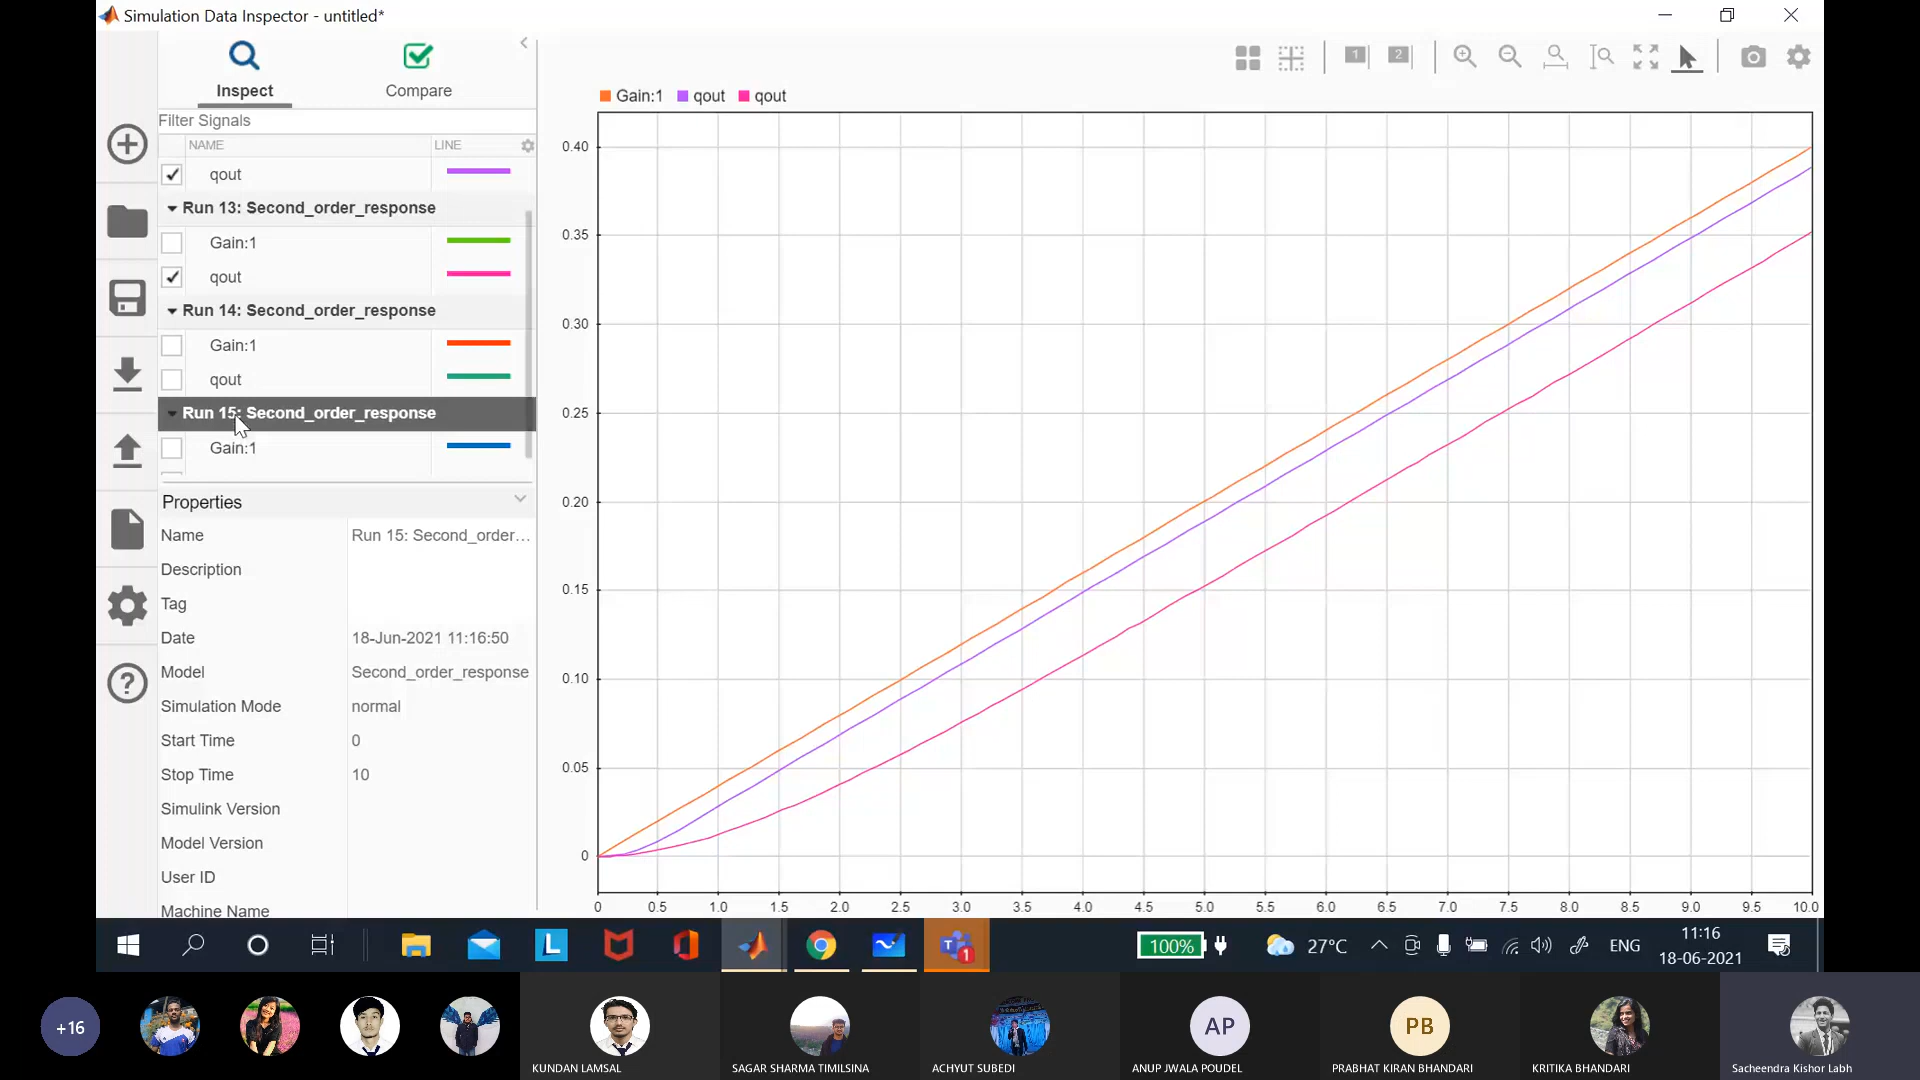 Simulation Data Inspector - untitled*
Inspect
Compare
Filter Signals
NAME
LINE
qout
Run 13: Second_order_response
Gain:1
qout
Run 14: Second_order_response
Gain:1
qout
Run 15: Second_order_response
Gain:1
Properties
Name
Run 15: Second_order...
Description
Tag
Date
18-Jun-2021 11:16:50
Model
Second_order_response
Simulation Mode
normal
Start Time
0
Stop Time
10
Simulink Version
Model Version
User ID
Machine Name
1
2
Gain:1 qout qout
0.40
0.35
0.30
0.25
0.20
0.15
0.10
0.05
0
0 0.5 1.0 1.5 2.0 2.5 3.0 3.5 4.0 4.5 5.0 5.5 6.0 6.5 7.0 7.5 8.0 8.5 9.0 9.5 10.0
L
T
1
100%
27°C
ENG
11:16
18-06-2021
+16
KUNDAN LAMSAL
SAGAR SHARMA TIMILSINA
ACHYUT SUBEDI
AP
ANUP JWALA POUDEL
PB
PRABHAT KIRAN BHANDARI
KRITIKA BHANDARI
Sacheendra Kishor Labh